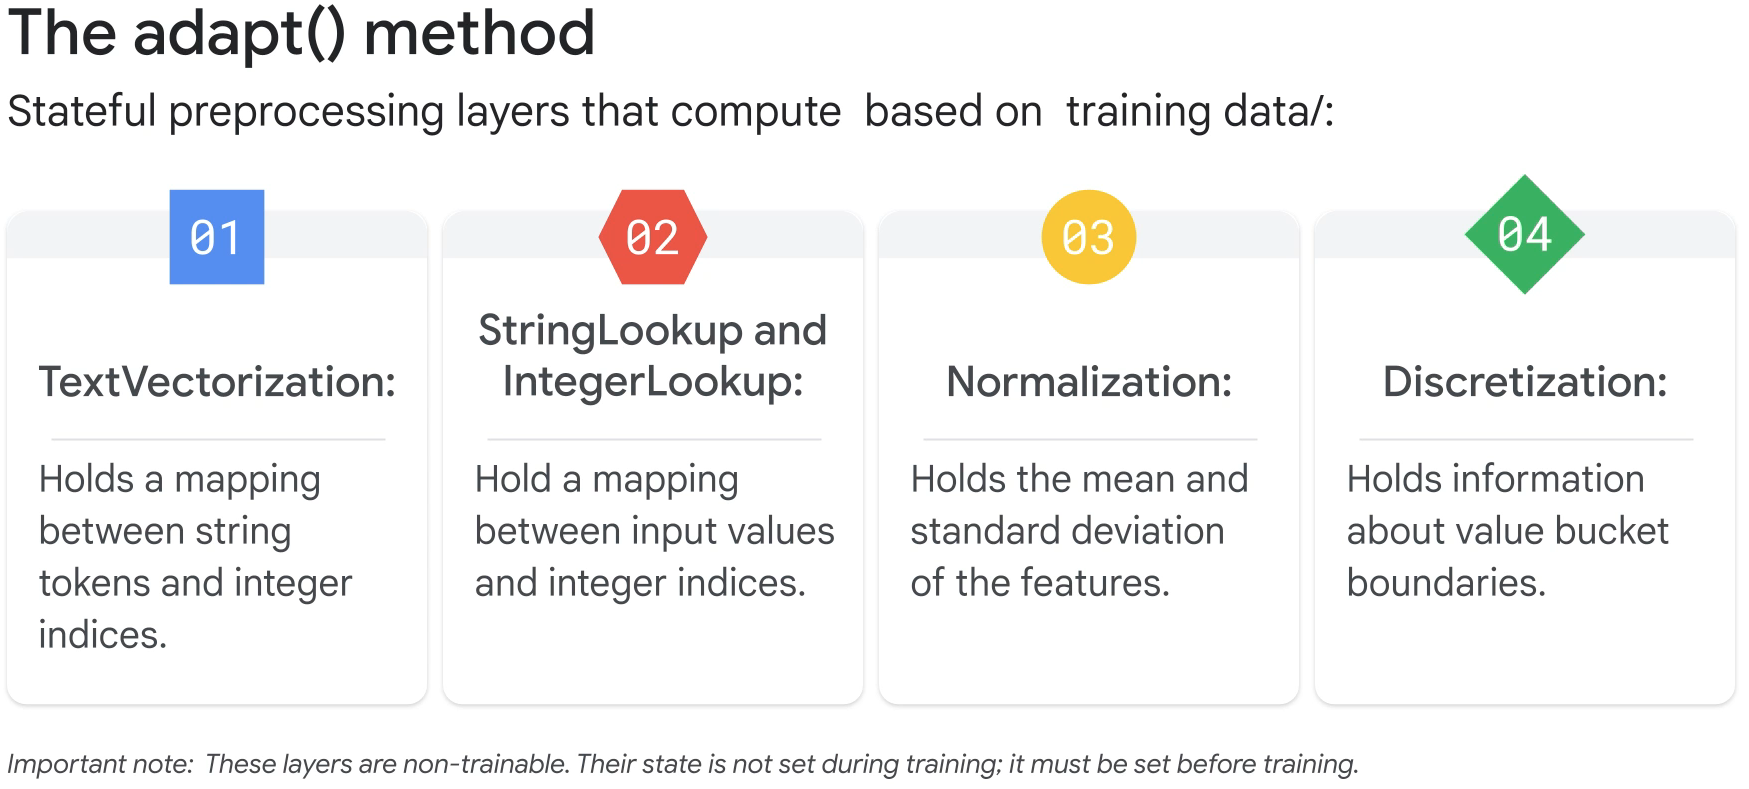 The adapt() method
Stateful preprocessing layers that compute  based on  training data/:
01
TextVectorization:
Holds a mapping
between string
tokens and integer
indices.
02
StringLookup and
IntegerLookup:
Hold a mapping
between input values
and integer indices.
03
Normalization:
Holds the mean and
standard deviation
of the features.
04
Discretization:
Holds information
about value bucket
boundaries.
Important note:  These layers are non-trainable. Their state is not set during training; it must be set before training.